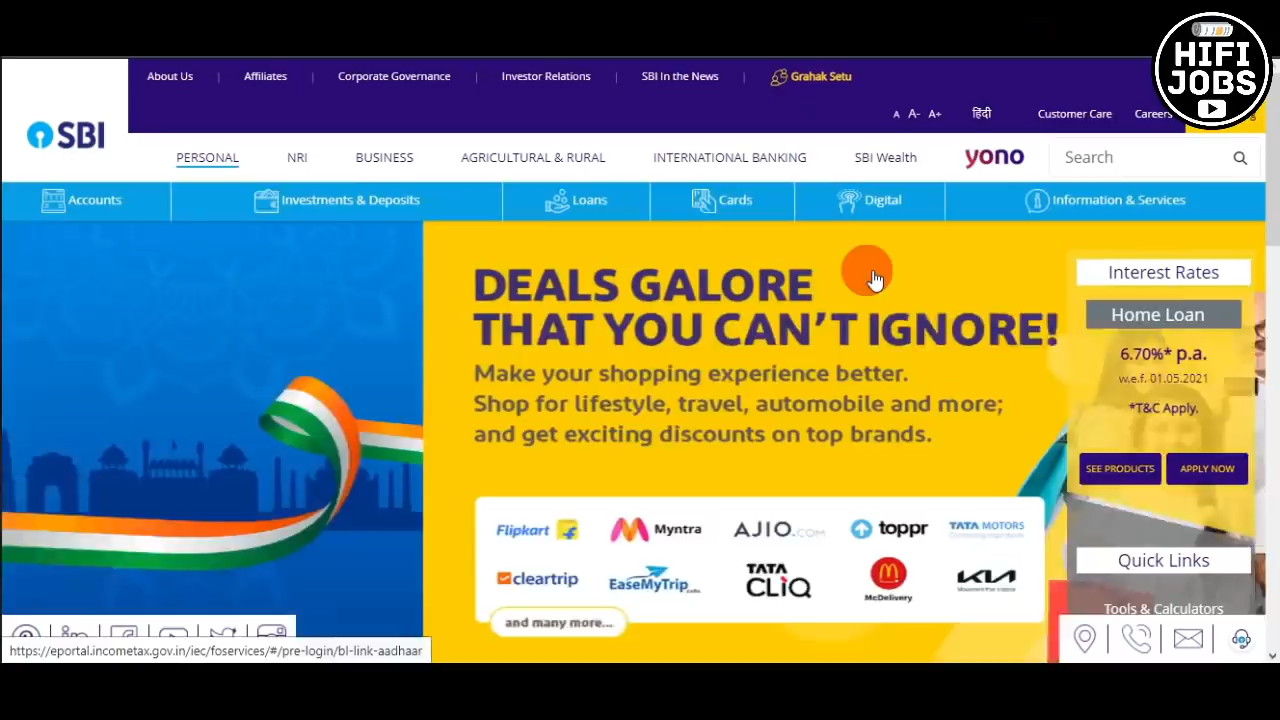 HIFI
JOBS
About Us | Affiliates | Corporate Governance | Investor Relations | SBI In the News | Grahak Setu
A A- A+ हिंदी Customer Care Careers
SBI
PERSONAL NRI BUSINESS AGRICULTURAL & RURAL INTERNATIONAL BANKING SBI Wealth yono Search
Accounts Investments & Deposits Loans Cards Digital Information & Services
DEALS GALORE
THAT YOU CAN'T IGNORE!
Make your shopping experience better.
Shop for lifestyle, travel, automobile and more;
and get exciting discounts on top brands.
Flipkart Myntra AJIO.COM toppr TATA MOTORS
cleartrip EaseMyTrip.com TATA CLiQ McDelivery KIA
and many more...
Interest Rates
Home Loan
6.70%* p.a.
w.e.f. 01.05.2021
*T&C Apply.
SEE PRODUCTS APPLY NOW
Quick Links
Tools & Calculators
https://eportal.incometax.gov.in/iec/foservices/#/pre-login/bl-link-aadhaar